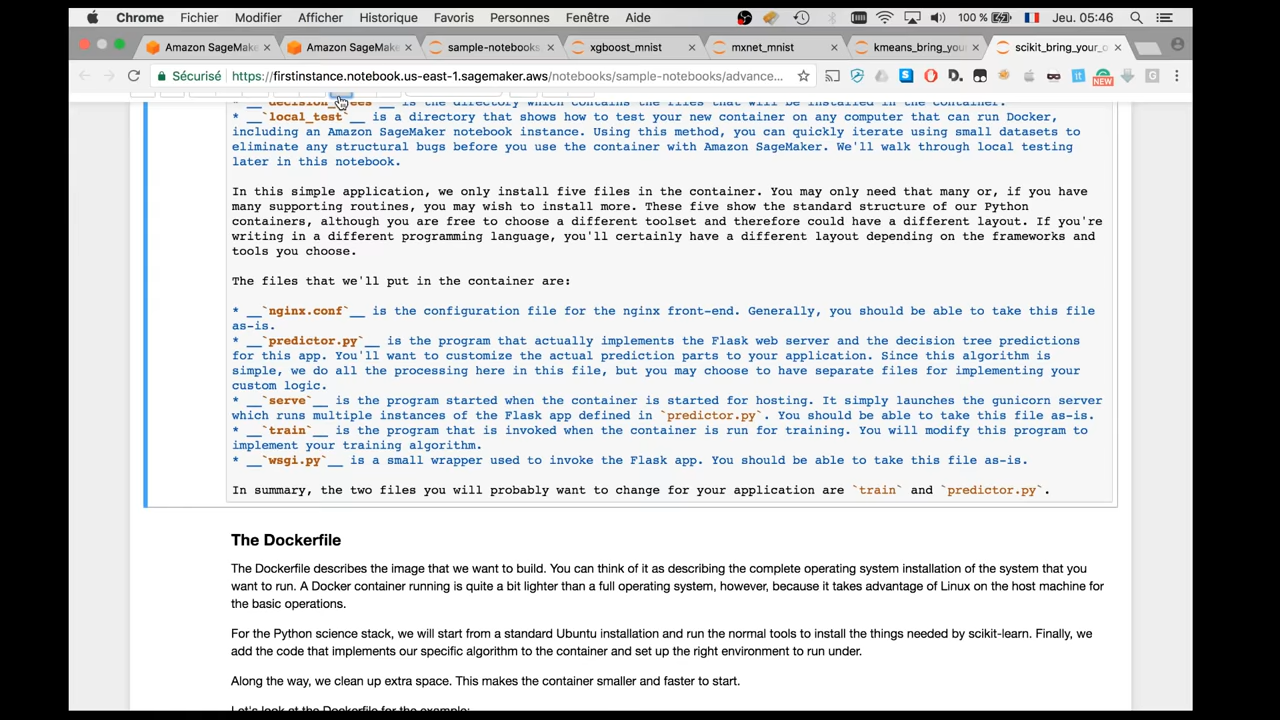 Chrome Fichier Modifier Afficher Historique Favoris Personnes Fenêtre Aide 100 % Jeu. 05:46
Amazon SageMake × Amazon SageMake × sample-notebooks × xgboost_mnist × mxnet_mnist × kmeans_bring_your_ × scikit_bring_your_o ×
Sécurisé https://firstinstance.notebook.us-east-1.sagemaker.aws/notebooks/sample-notebooks/advance... NEW
is the directory which contains the files that will be installed in the container.
* __`local_test`__ is a directory that shows how to test your new container on any computer that can run Docker,
including an Amazon SageMaker notebook instance. Using this method, you can quickly iterate using small datasets to
eliminate any structural bugs before you use the container with Amazon SageMaker. We'll walk through local testing
later in this notebook.
In this simple application, we only install five files in the container. You may only need that many or, if you have
many supporting routines, you may wish to install more. These five show the standard structure of our Python
containers, although you are free to choose a different toolset and therefore could have a different layout. If you're
writing in a different programming language, you'll certainly have a different layout depending on the frameworks and
tools you choose.
The files that we'll put in the container are:
* __`nginx.conf`__ is the configuration file for the nginx front-end. Generally, you should be able to take this file
as-is.
* __`predictor.py`__ is the program that actually implements the Flask web server and the decision tree predictions
for this app. You'll want to customize the actual prediction parts to your application. Since this algorithm is
simple, we do all the processing here in this file, but you may choose to have separate files for implementing your
custom logic.
* __`serve`__ is the program started when the container is started for hosting. It simply launches the gunicorn server
which runs multiple instances of the Flask app defined in `predictor.py`. You should be able to take this file as-is.
* __`train`__ is the program that is invoked when the container is run for training. You will modify this program to
implement your training algorithm.
* __`wsgi.py`__ is a small wrapper used to invoke the Flask app. You should be able to take this file as-is.
In summary, the two files you will probably want to change for your application are `train` and `predictor.py`.
The Dockerfile
The Dockerfile describes the image that we want to build. You can think of it as describing the complete operating system installation of the system that you
want to run. A Docker container running is quite a bit lighter than a full operating system, however, because it takes advantage of Linux on the host machine for
the basic operations.
For the Python science stack, we will start from a standard Ubuntu installation and run the normal tools to install the things needed by scikit-learn. Finally, we
add the code that implements our specific algorithm to the container and set up the right environment to run under.
Along the way, we clean up extra space. This makes the container smaller and faster to start.
Let's look at the Dockerfile for the example: